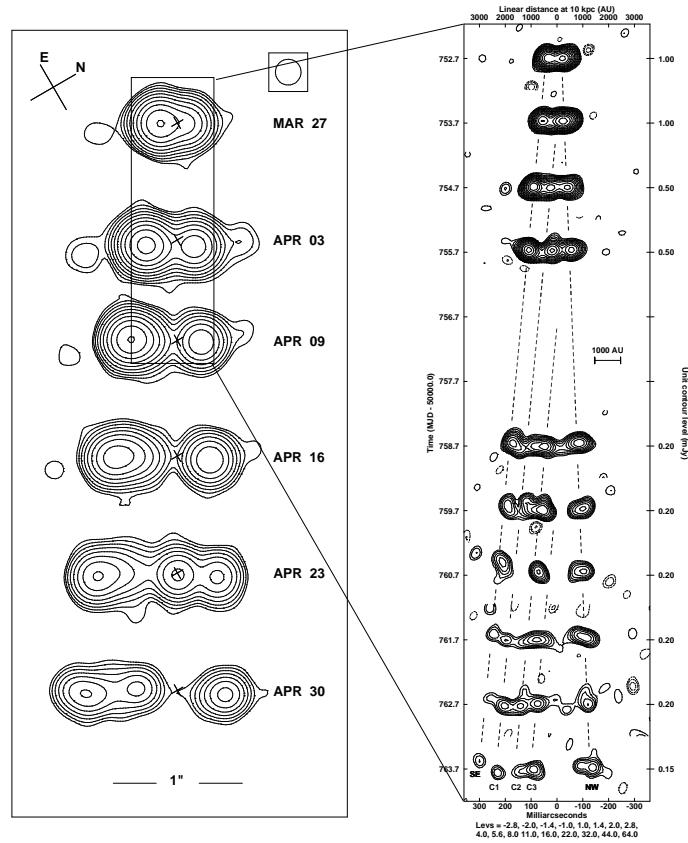 E
N
MAR 27
APR 03
APR 09
APR 16
APR 23
APR 30
1"
Linear distance at 10 kpc (AU)
3000 2000 1000 0 1000 2000 3000
752.7 1.00
753.7 1.00
754.7 0.50
755.7 0.50
756.7
1000 AU
757.7
758.7 0.20
759.7 0.20
760.7 0.20
761.7 0.20
762.7 0.20
763.7 0.15
Time (MJD - 50000.0)
Unit contour level (mJy)
SE
C1 C2 C3 NW
300 200 100 0 -100 -200 -300
Milliarcseconds
Levs = -2.8, -2.0, -1.4, -1.0, 1.0, 1.4, 2.0, 2.8,
4.0, 5.6, 8.0 11.0, 16.0, 22.0, 32.0, 44.0, 64.0